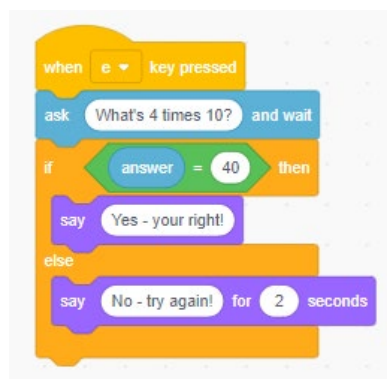 when e key pressed
ask What's 4 times 10? and wait
if answer = 40 then
say Yes - your right!
else
say No - try again! for 2 seconds